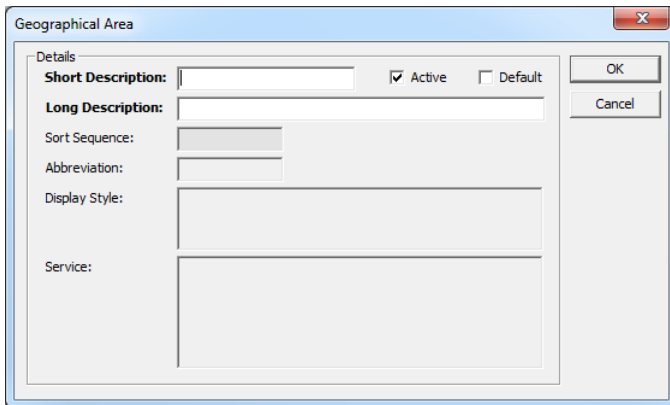 Geographical Area
Details
Short Description:
Active
Default
OK
Long Description:
Cancel
Sort Sequence:
Abbreviation:
Display Style:
Service: